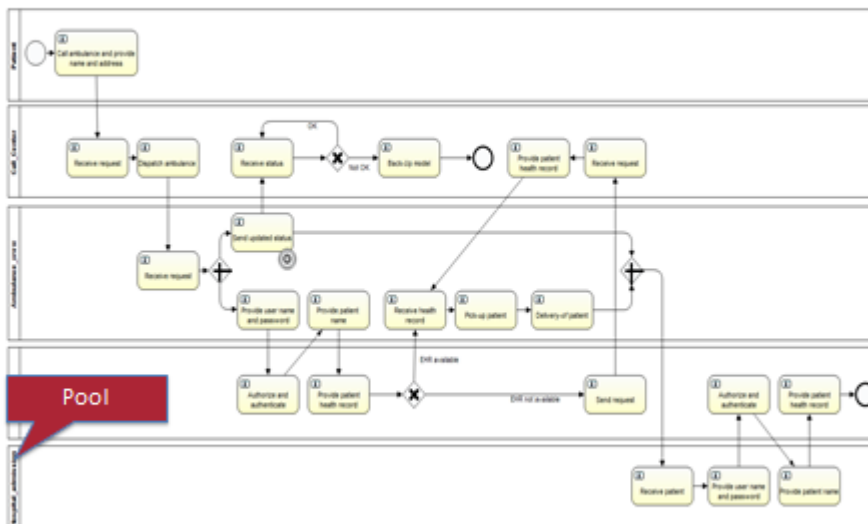 Patient
Call ambulance and provide
name and address
Call_Center
Receive request
Dispatch ambulance
Receive status
OK
Not OK
Back-Up model
Provide patient
health record
Receive request
Ambulance_crew
Receive request
Send updated status
Provide user name
and password
Provide patient
name
Receive health
record
Pick-up patient
Delivery-of patient
EHR available
Authorize and
authenticate
Provide patient
health record
EHR not available
Send request
Authorize and
authenticate
Provide patient
health record
Pool
Receive patient
Provide user name
and password
Provide patient name